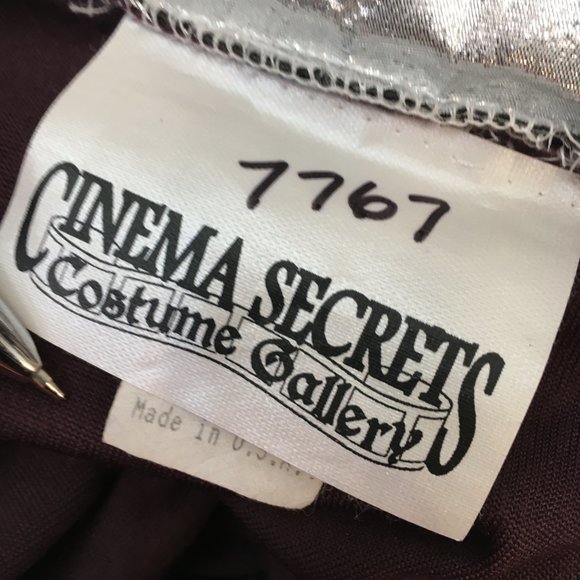 7767
CINEMA SECRETS
Costume Gallery
Made in U.S.A.